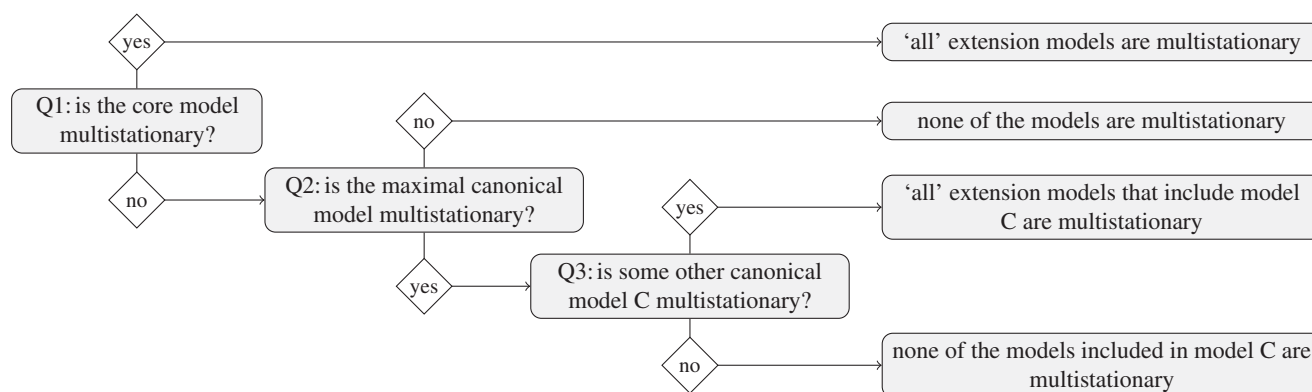 yes
‘all’ extension models are multistationary
Q1: is the core model
multistationary?
no
none of the models are multistationary
no
Q2: is the maximal canonical
model multistationary?
yes
‘all’ extension models that include model
C are multistationary
yes
Q3: is some other canonical
model C multistationary?
no
none of the models included in model C are
multistationary